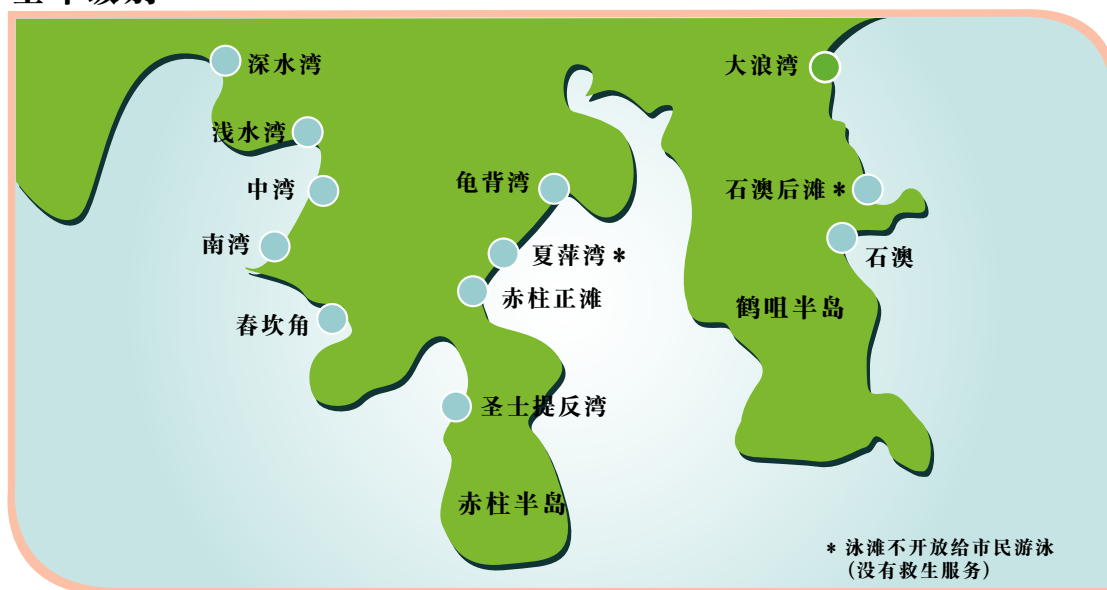 深水湾
大浪湾
浅水湾
中湾
龟背湾
石澳后滩*
南湾
夏萍湾*
石澳
赤柱正滩
春坎角
鹤咀半岛
圣士提反湾
赤柱半岛
* 泳滩不开放给市民游泳
(没有救生服务)